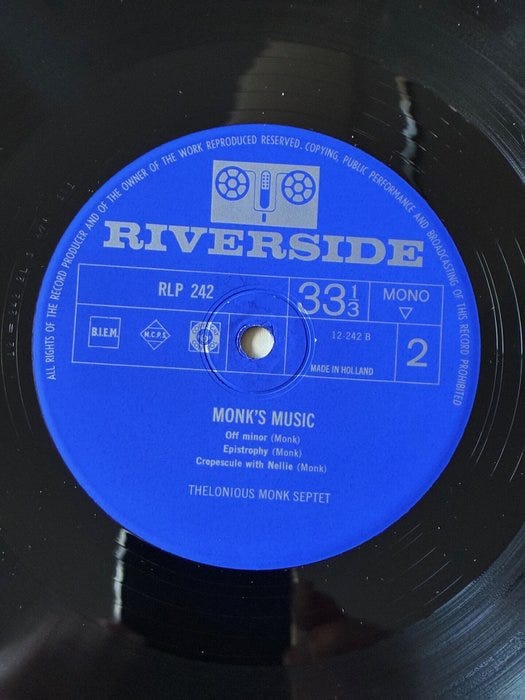 ALL RIGHTS OF THE RECORD PRODUCER AND OF THE OWNER OF THE WORK REPRODUCED RESERVED. COPYING, PUBLIC PERFORMANCE AND BROADCASTING OF THIS RECORD PROHIBITED
RIVERSIDE
RLP 242
33 1/3
MONO
B.I.E.M.
M.C.P.S.
12-242 B
MADE IN HOLLAND
2
MONK'S MUSIC
Off minor (Monk)
Epistrophy (Monk)
Crepescule with Nellie (Monk)
THELONIOUS MONK SEPTET